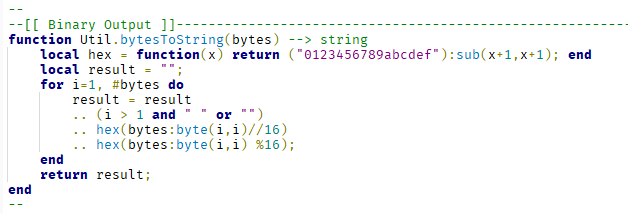 --
--[[ Binary Output ]]---------------------------------------------------------
function Util.bytesToString(bytes) --> string
    local hex = function(x) return ("0123456789abcdef"):sub(x+1,x+1); end
    local result = "";
    for i=1, #bytes do
        result = result
        .. (i > 1 and " " or "")
        .. hex(bytes:byte(i,i)//16)
        .. hex(bytes:byte(i,i) %16);
    end
    return result;
end
--